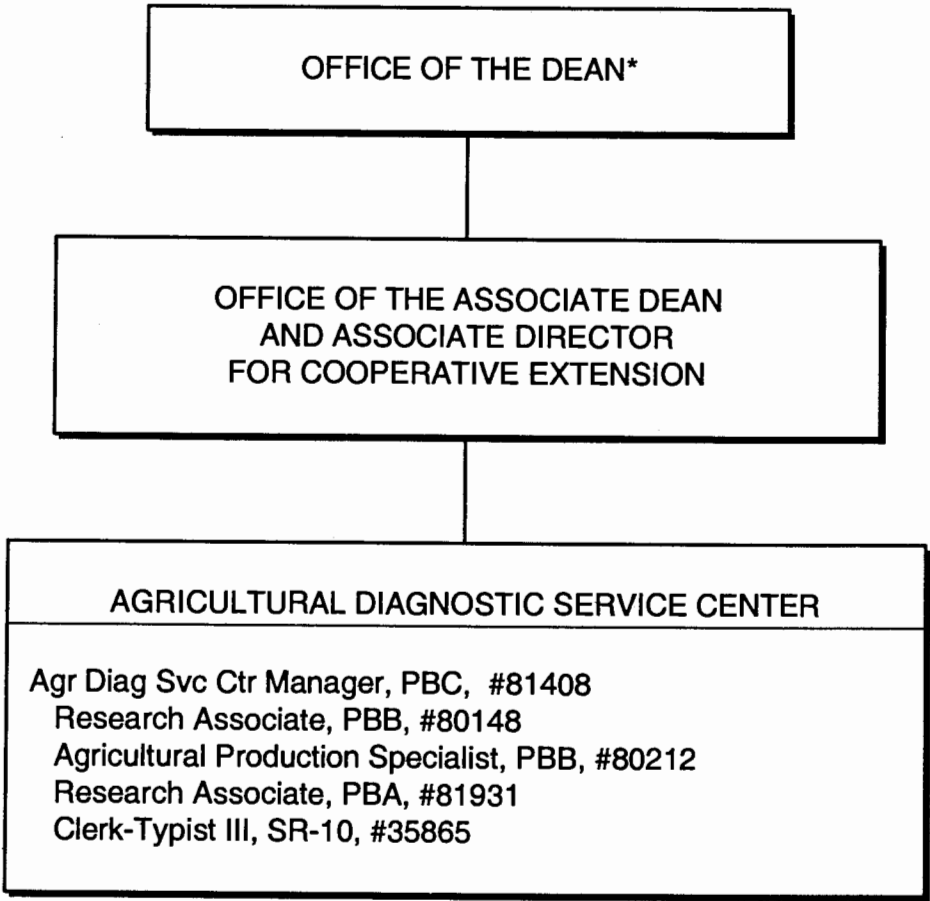 OFFICE OF THE DEAN*
OFFICE OF THE ASSOCIATE DEAN
AND ASSOCIATE DIRECTOR
FOR COOPERATIVE EXTENSION
AGRICULTURAL DIAGNOSTIC SERVICE CENTER
Agr Diag Svc Ctr Manager, PBC, #81408
Research Associate, PBB, #80148
Agricultural Production Specialist, PBB, #80212
Research Associate, PBA, #81931
Clerk-Typist III, SR-10, #35865